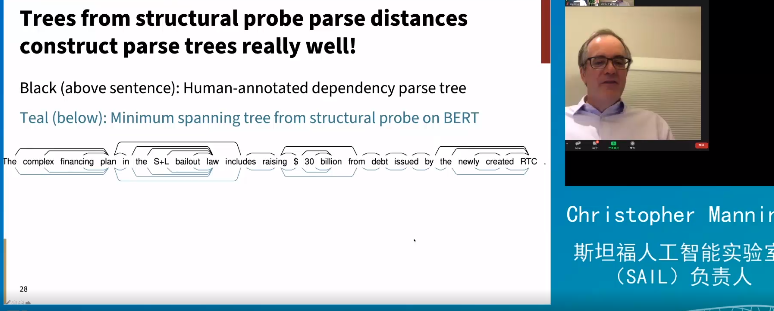 Trees from structural probe parse distances
construct parse trees really well!
Black (above sentence): Human-annotated dependency parse tree
Teal (below): Minimum spanning tree from structural probe on BERT
The complex financing plan in the S+L bailout law includes raising $ 30 billion from debt issued by the newly created RTC .
28
Christopher Mannin
斯坦福人工智能实验室
（SAIL）负责人